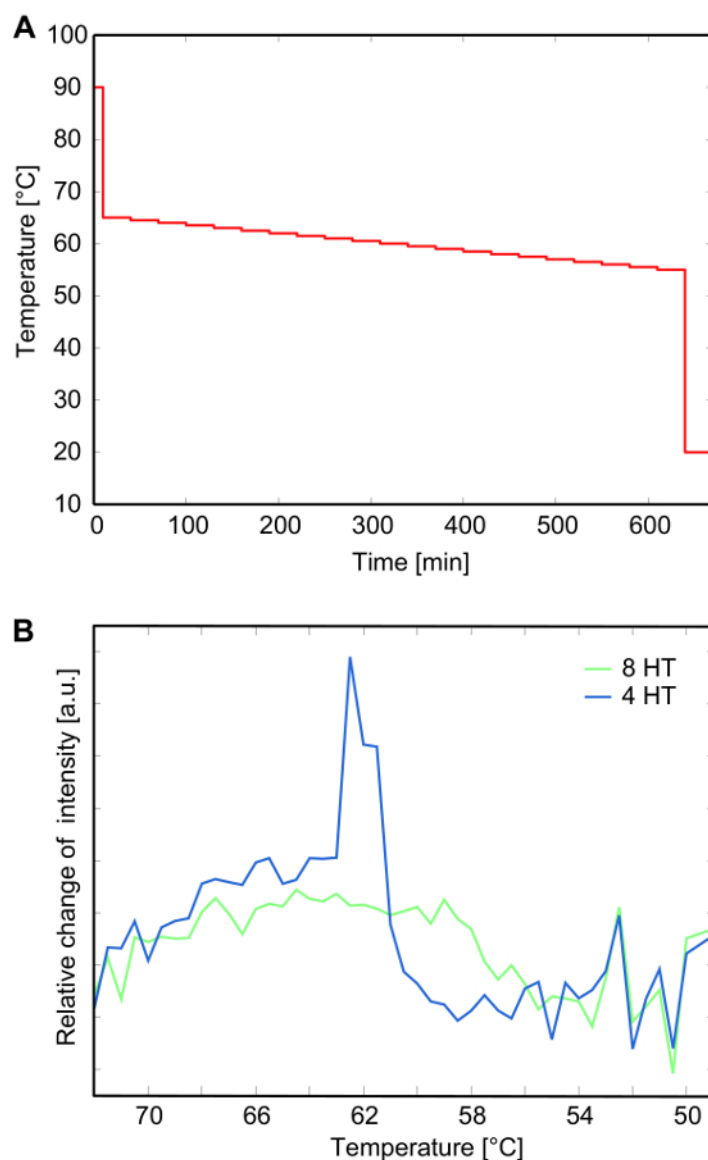 A
100
90
80
70
60
50
40
30
20
10
Temperature [°C]
0 100 200 300 400 500 600
Time [min]
B
Relative change of intensity [a.u.]
8 HT
4 HT
70 66 62 58 54 50
Temperature [°C]